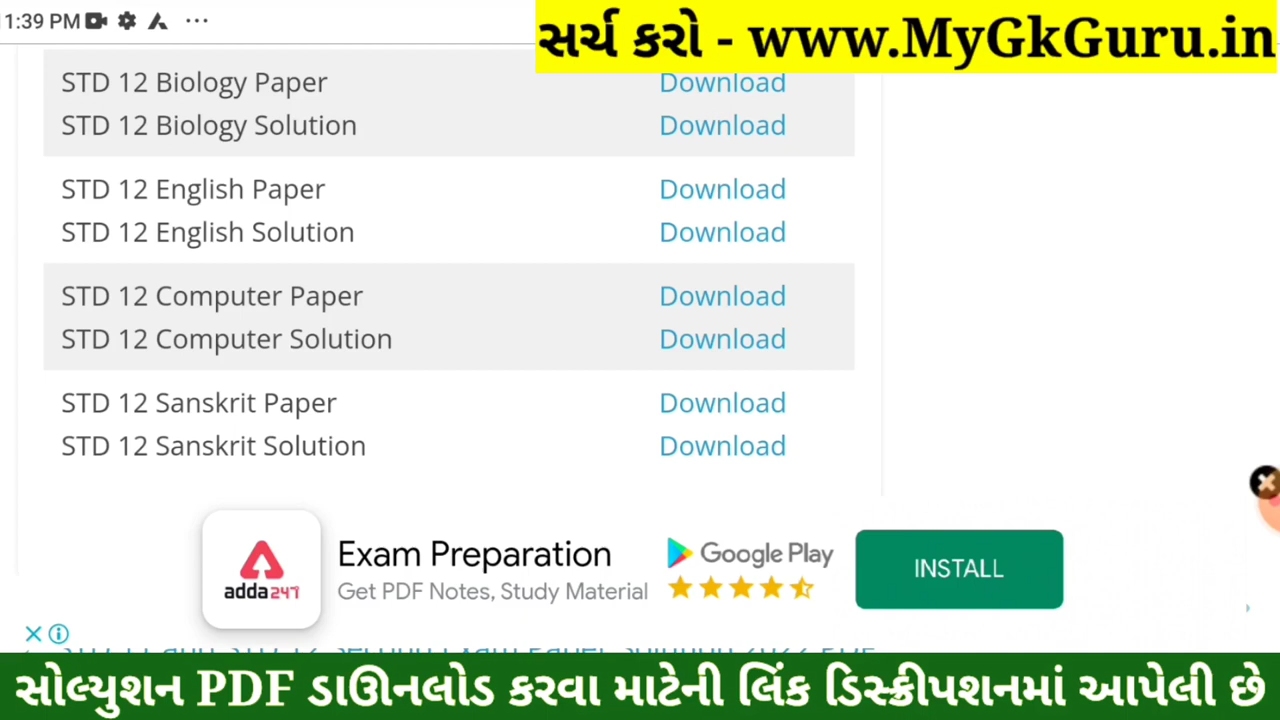 1:39 PM
સર્ચ કરો - www.MyGkGuru.in
STD 12 Biology Paper Download
STD 12 Biology Solution Download
STD 12 English Paper Download
STD 12 English Solution Download
STD 12 Computer Paper Download
STD 12 Computer Solution Download
STD 12 Sanskrit Paper Download
STD 12 Sanskrit Solution Download
adda247
Exam Preparation
Get PDF Notes, Study Material
Google Play
INSTALL
સોલ્યુશન PDF ડાઊનલોડ કરવા માટેની લિંક ડિસ્ક્રીપશનમાં આપેલી છે